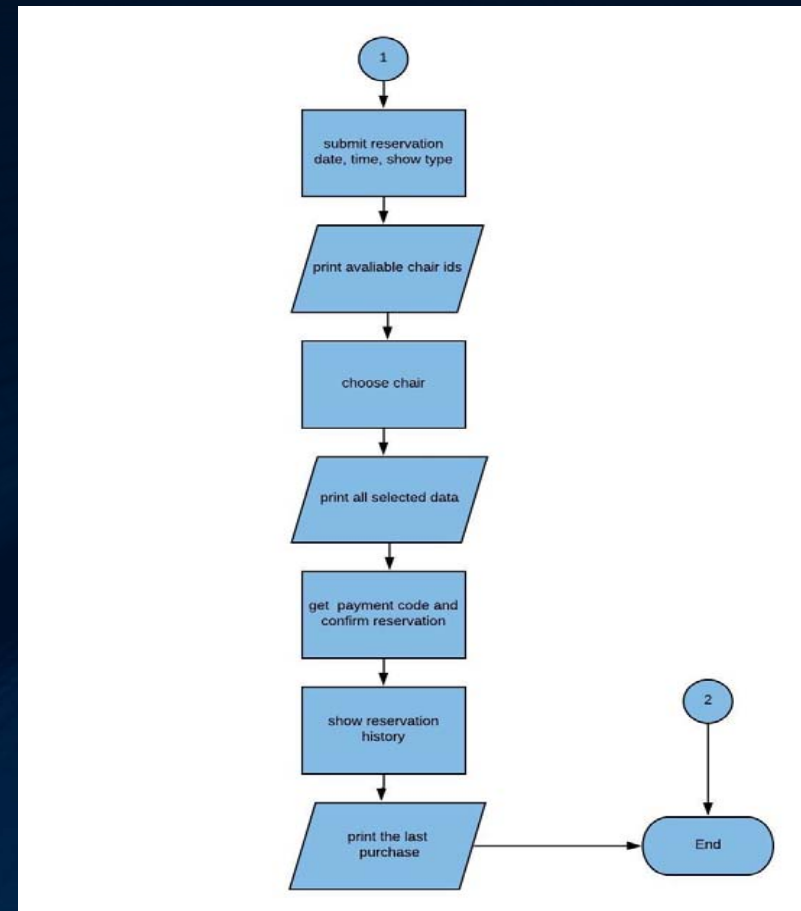 1
submit reservation
date, time, show type
print avaliable chair ids
choose chair
print all selected data
get payment code and
confirm reservation
show reservation
history
print the last
purchase
2
End